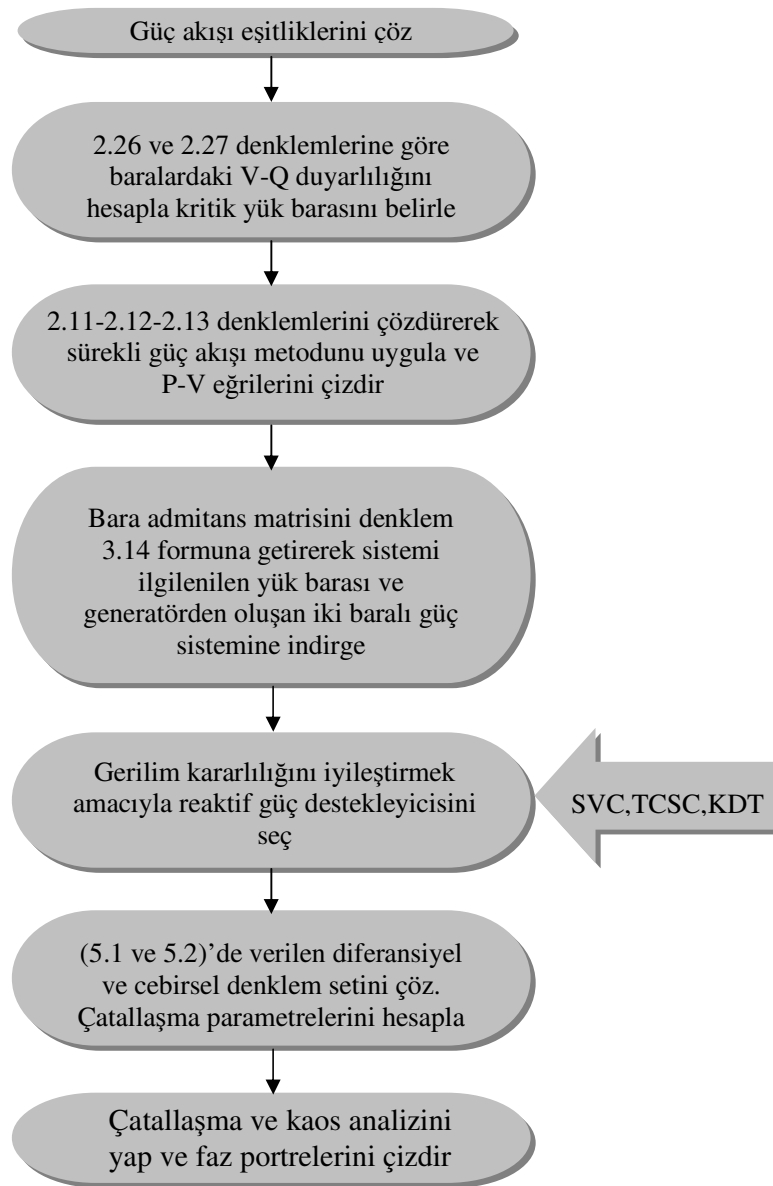 Güç akışı eşitliklerini çöz
2.26 ve 2.27 denklemlerine göre
baralardaki V-Q duyarlılığını
hesapla kritik yük barasını belirle
2.11-2.12-2.13 denklemlerini çözdürerek
sürekli güç akışı metodunu uygula ve
P-V eğrilerini çizdir
Bara admitans matrisini denklem
3.14 formuna getirerek sistemi
ilgilenilen yük barası ve
generatörden oluşan iki baralı güç
sistemine indirge
Gerilim kararlılığını iyileştirmek
amacıyla reaktif güç destekleyicisini
seç
SVC,TCSC,KDT
(5.1 ve 5.2)’de verilen diferansiyel
ve cebirsel denklem setini çöz.
Çatallaşma parametrelerini hesapla
Çatallaşma ve kaos analizini
yap ve faz portrelerini çizdir